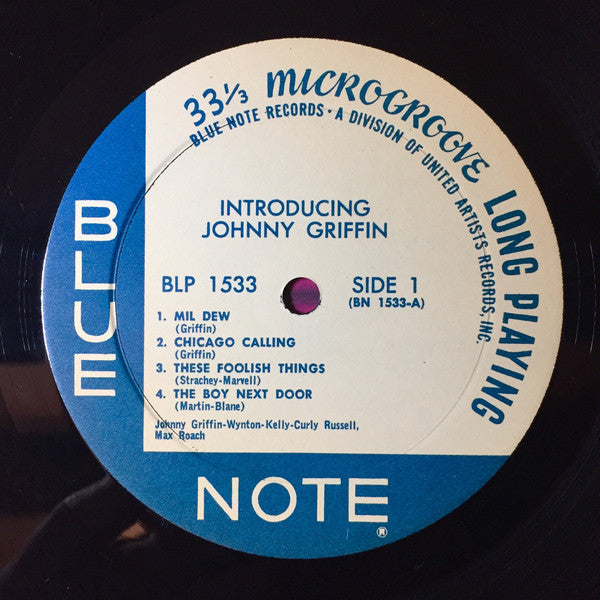 33⅓ MICROGROOVE LONG PLAYING
BLUE NOTE RECORDS · A DIVISION OF UNITED ARTISTS RECORDS, INC.
INTRODUCING
JOHNNY GRIFFIN
BLP 1533
SIDE 1
(BN 1533-A)
1. MIL DEW
(Griffin)
2. CHICAGO CALLING
(Griffin)
3. THESE FOOLISH THINGS
(Strachey-Marvell)
4. THE BOY NEXT DOOR
(Martin-Blane)
Johnny Griffin-Wynton-Kelly-Curly Russell,
Max Roach
BLUE
NOTE®